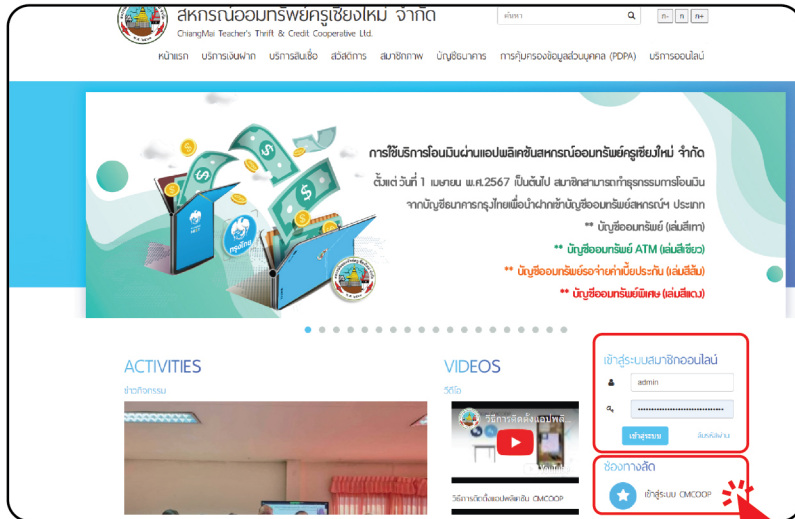 สหกรณ์ออมทรัพย์ครูเชียงใหม่ จำกัด
ChiangMai Teacher's Thrift & Credit Cooperative Ltd.
ค้นหา
ก- ก ก+
หน้าแรก บริการเงินฝาก บริการสินเชื่อ สวัสดิการ สมาชิกภาพ บัญชีธนาคาร การคุ้มครองข้อมูลส่วนบุคคล (PDPA) บริการออนไลน์
การใช้บริการโอนเงินผ่านแอปพลิเคชันสหกรณ์ออมทรัพย์ครูเชียงใหม่ จำกัด
ตั้งแต่ วันที่ 1 เมษายน พ.ศ.2567 เป็นต้นไป สมาชิกสามารถทำธุรกรรมการโอนเงิน
จากบัญชีธนาคารกรุงไทยเพื่อนำฝากเข้าบัญชีออมทรัพย์สหกรณ์ฯ ประเภท
** บัญชีออมทรัพย์ (เล่มสีเทา)
** บัญชีออมทรัพย์ ATM (เล่มสีเขียว)
** บัญชีออมทรัพย์รอจ่ายค่าเบี้ยประกัน (เล่มสีส้ม)
** บัญชีออมทรัพย์พิเศษ (เล่มสีแดง)
กรุงไทย
ACTIVITIES
ข่าวกิจกรรม
VIDEOS
วิดีโอ
วิธีการติดตั้งแอปพลิ...
วิธีการติดตั้งแอปพลิเคชัน CMCOOP
เข้าสู่ระบบสมาชิกออนไลน์
admin
เข้าสู่ระบบ
ลืมรหัสผ่าน
ช่องทางลัด
เข้าสู่ระบบ CMCOOP